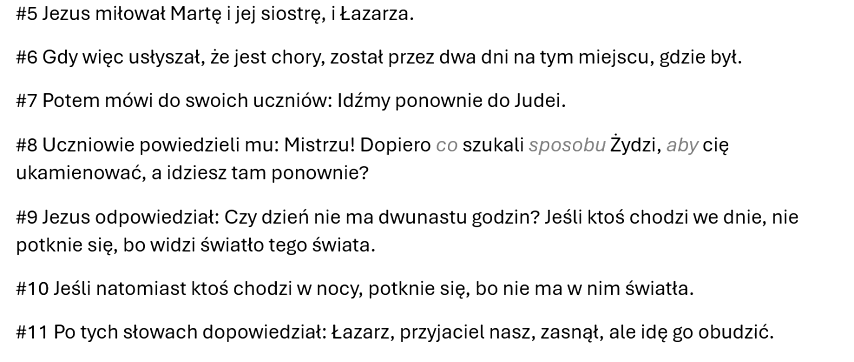 #5 Jezus miłował Martę i jej siostrę, i Łazarza.
#6 Gdy więc usłyszał, że jest chory, został przez dwa dni na tym miejscu, gdzie był.
#7 Potem mówi do swoich uczniów: Idźmy ponownie do Judei.
#8 Uczniowie powiedzieli mu: Mistrzu! Dopiero co szukali sposobu Żydzi, aby cię
ukamienować, a idziesz tam ponownie?
#9 Jezus odpowiedział: Czy dzień nie ma dwunastu godzin? Jeśli ktoś chodzi we dnie, nie
potknie się, bo widzi światło tego świata.
#10 Jeśli natomiast ktoś chodzi w nocy, potknie się, bo nie ma w nim światła.
#11 Po tych słowach dopowiedział: Łazarz, przyjaciel nasz, zasnął, ale idę go obudzić.